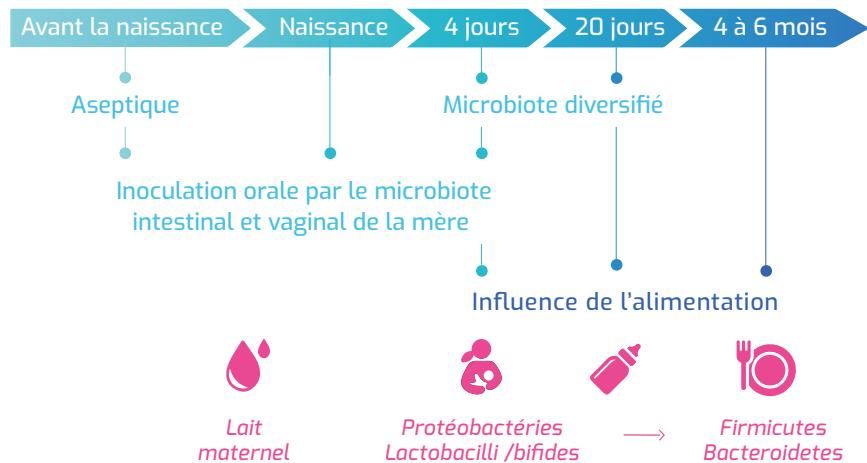 Avant la naissance
Naissance
4 jours
20 jours
4 à 6 mois
Aseptique
Microbiote diversifié
Inoculation orale par le microbiote
intestinal et vaginal de la mère
Influence de l'alimentation
Lait
maternel
Protéobactéries
Lactobacilli /bifides
Firmicutes
Bacteroidetes